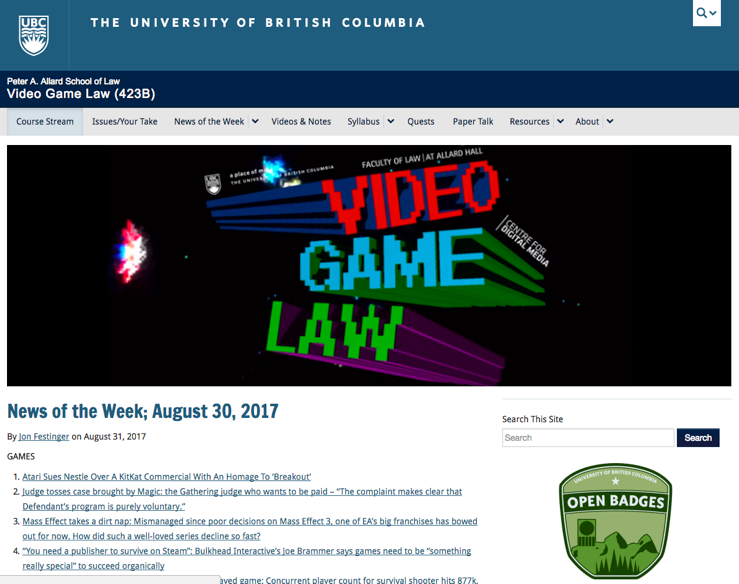 UBC
THE UNIVERSITY OF BRITISH COLUMBIA
Peter A. Allard School of Law
Video Game Law (423B)
Course Stream Issues/Your Take News of the Week Videos & Notes Syllabus Quests Paper Talk Resources About
a place of
THE UNIVERSITY OF BRITISH COLUMBIA
FACULTY OF LAW | AT ALLARD HALL
VIDEO
GAME
LAW
CENTRE FOR
DIGITAL MEDIA
News of the Week; August 30, 2017
By Jon Festinger on August 31, 2017
GAMES
1. Atari Sues Nestle Over A KitKat Commercial With An Homage To 'Breakout'
2. Judge tosses case brought by Magic: the Gathering judge who wants to be paid – "The complaint makes clear that
Defendant's program is purely voluntary."
3. Mass Effect takes a dirt nap: Mismanaged since poor decisions on Mass Effect 3, one of EA's big franchises has bowed
out for now. How did such a well-loved series decline so fast?
4. "You need a publisher to survive on Steam": Bulkhead Interactive's Joe Brammer says games need to be "something
really special" to succeed organically
ayed game: Concurrent player count for survival shooter hits 877k,
Search This Site
Search Search
UNIVERSITY OF BRITISH COLUMBIA
OPEN BADGES